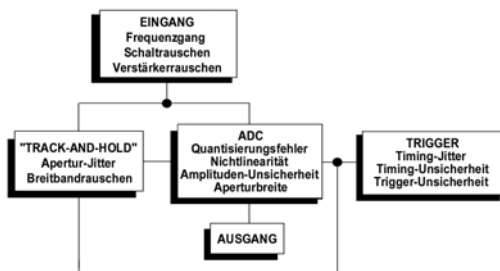 EINGANG
Frequenzgang
Schaltrauschen
Verstärkerrauschen
"TRACK-AND-HOLD"
Apertur-Jitter
Breitbandrauschen
ADC
Quantisierungsfehler
Nichtlinearität
Amplituden-Unsicherheit
Aperturbreite
TRIGGER
Timing-Jitter
Timing-Unsicherheit
Trigger-Unsicherheit
AUSGANG